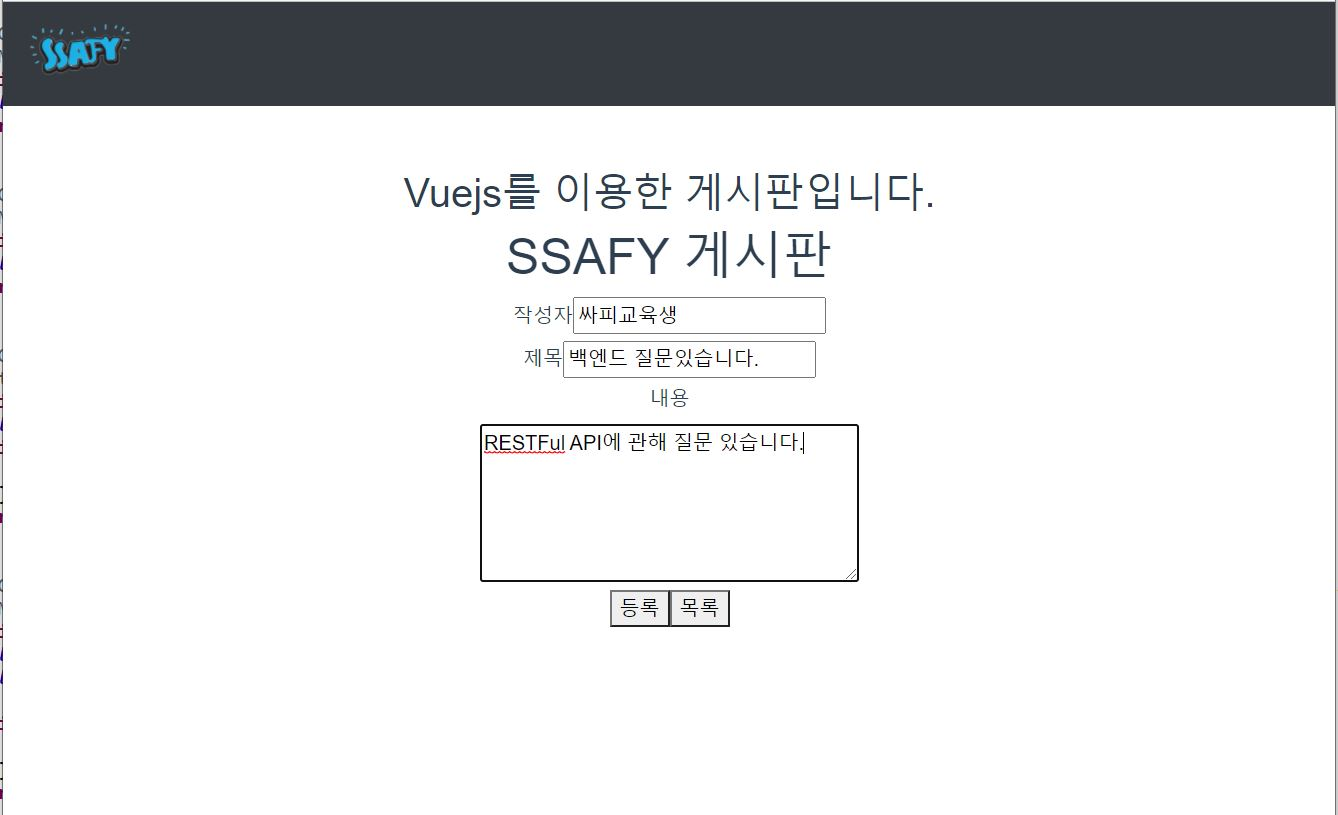 SSAFY
Vuejs를 이용한 게시판입니다.
SSAFY 게시판
작성자 싸피교육생
제목 백엔드 질문있습니다.
내용
RESTFul API에 관해 질문 있습니다.
등록 목록